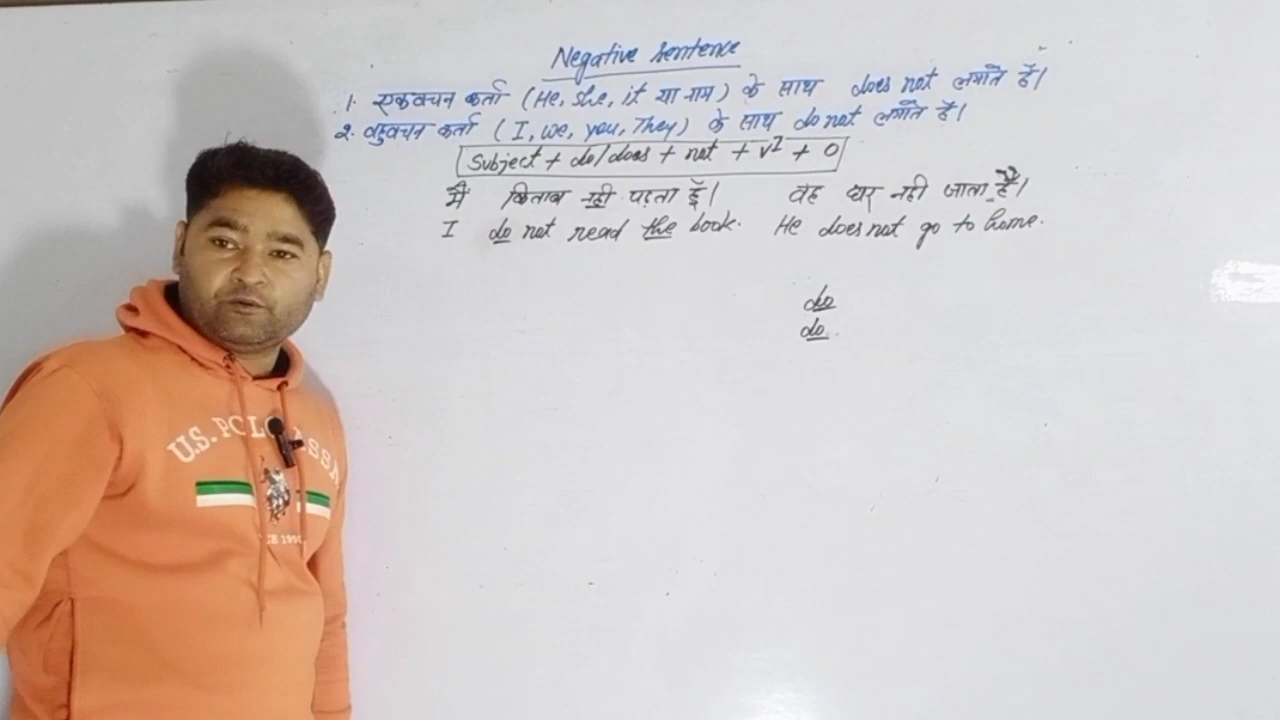 Negative sentence
1. एकवचन कर्ता (He, She, it या नाम) के साथ does not लगाते हैं।
2. बहुवचन कर्ता (I, we, you, They) के साथ do not लगाते है।
Subject + do/does + not + v¹ + O
मैं किताब नही पढ़ता हूँ। वह घर नही जाता है।
I do not read the book. He does not go to home.
do
do
U.S. POLO ASSN
CE 1890